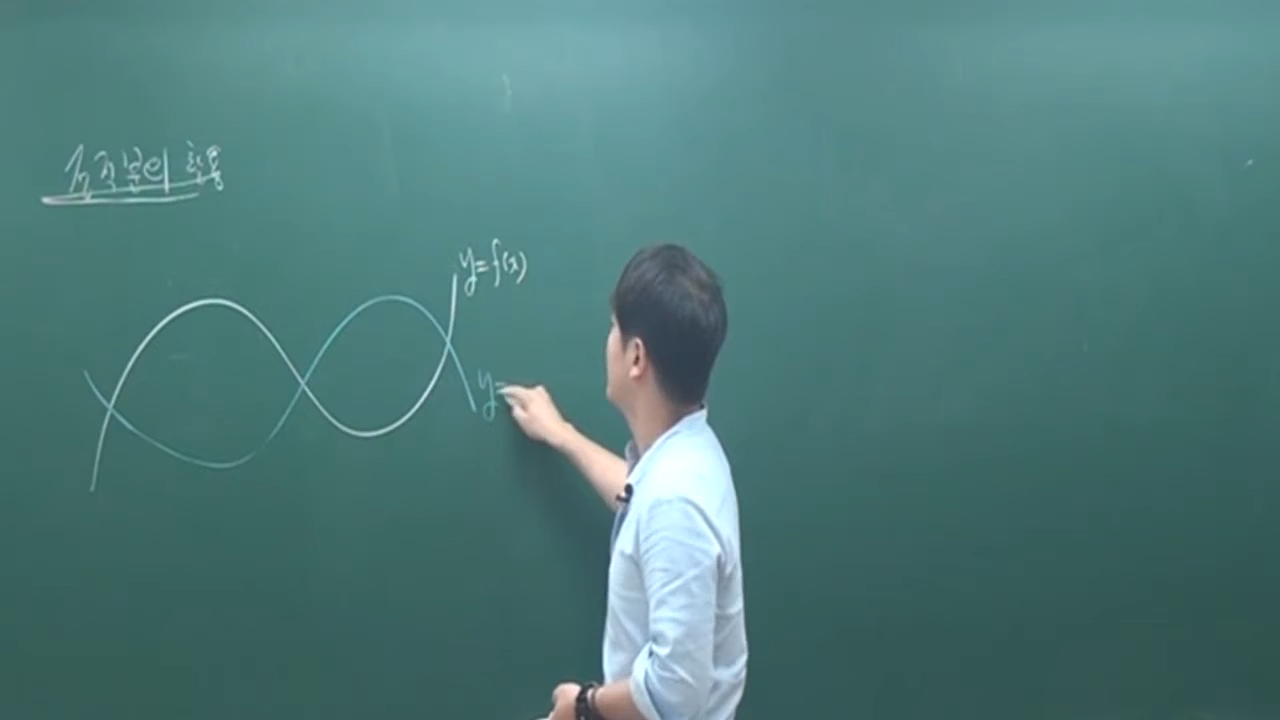 정적분의 활용
y=f(x)
y=